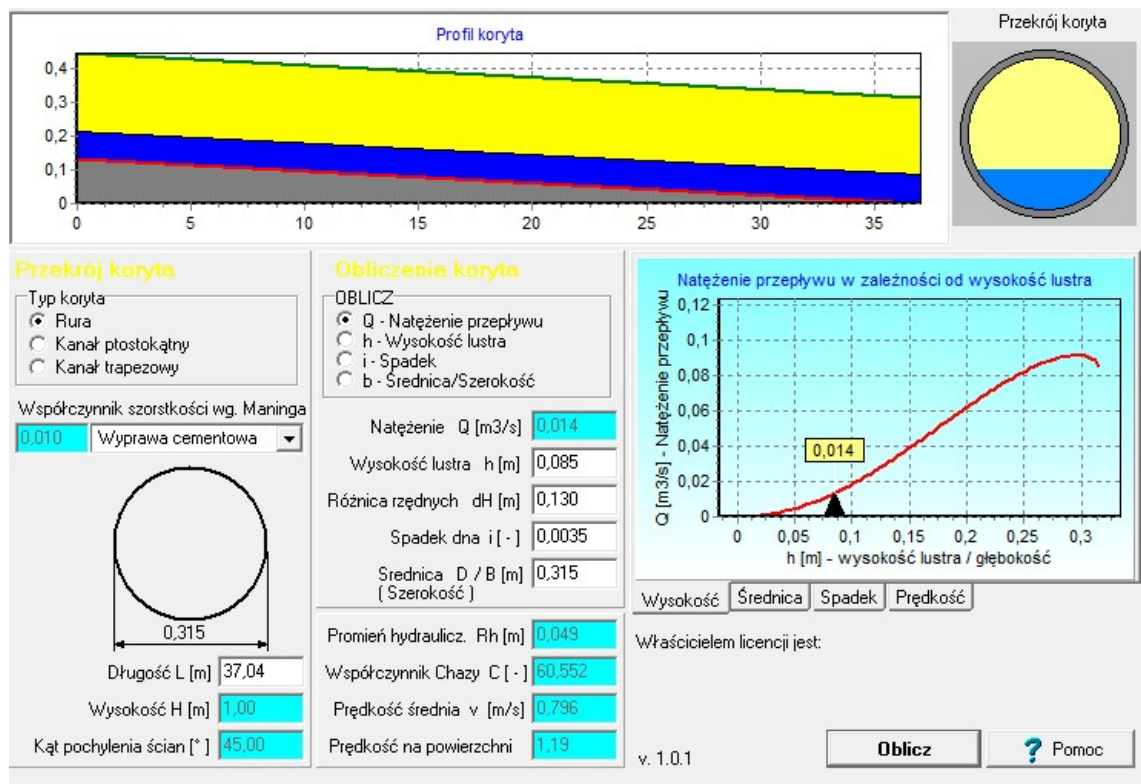 Profil koryta
Przekrój koryta
0,4
0,3
0,2
0,1
0
0 5 10 15 20 25 30 35
Przekrój koryta
Typ koryta
Rura
Kanał ptostokątny
Kanał trapezowy
Współczynnik szorstkości wg. Maninga
0,010 Wyprawa cementowa
0,315
Długość L [m] 37,04
Wysokość H [m] 1,00
Kąt pochylenia ścian [° ] 45,00
Obliczenia koryta
OBLICZ
Q - Natężenie przepływu
h - Wysokość lustra
i - Spadek
b - Średnica/Szerokość
Natężenie Q [m3/s] 0,014
Wysokość lustra h [m] 0,085
Różnica rzędnych dH [m] 0,130
Spadek dna i [ - ] 0,0035
Srednica D / B [m] 0,315
( Szerokość )
Promień hydraulicz. Rh [m] 0,049
Współczynnik Chazy C [ - ] 60,552
Prędkość średnia v [m/s] 0,796
Prędkość na powierzchni 1,19
Natężenie przepływu w zależności od wysokość lustra
Q [m3/s] - Natężenie przepływu
0,12
0,1
0,08
0,06
0,04
0,02
0
0,014
0 0,05 0,1 0,15 0,2 0,25 0,3
h [m] - wysokość lustra / głębokość
Wysokość Średnica Spadek Prędkość
Właścicielem licencji jest:
v. 1.0.1
Oblicz
? Pomoc